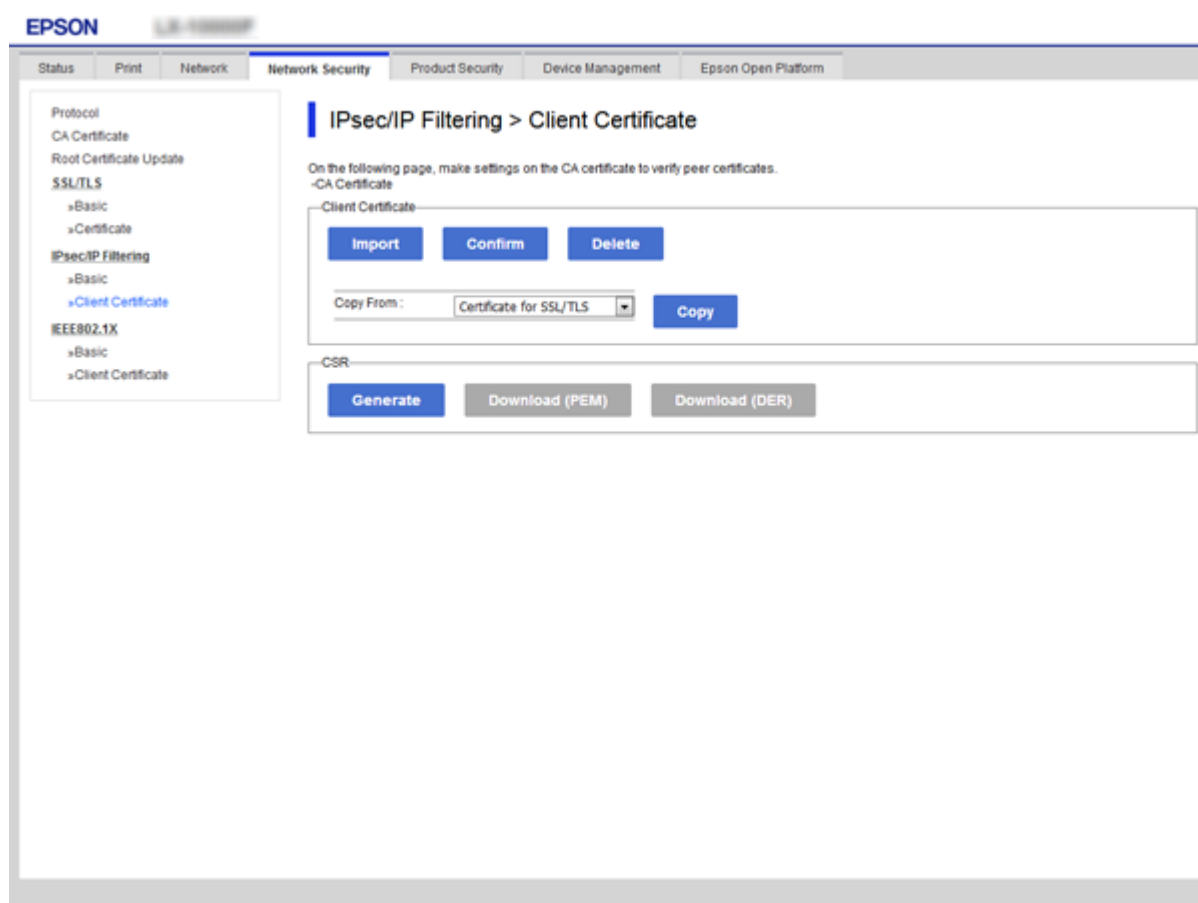 EPSON
Status Print Network Network Security Product Security Device Management Epson Open Platform
Protocol
CA Certificate
Root Certificate Update
SSL/TLS
»Basic
»Certificate
IPsec/IP Filtering
»Basic
»Client Certificate
IEEE802.1X
»Basic
»Client Certificate
IPsec/IP Filtering > Client Certificate
On the following page, make settings on the CA certificate to verify peer certificates.
-CA Certificate
Client Certificate
Import Confirm Delete
Copy From : Certificate for SSL/TLS Copy
CSR
Generate Download (PEM) Download (DER)